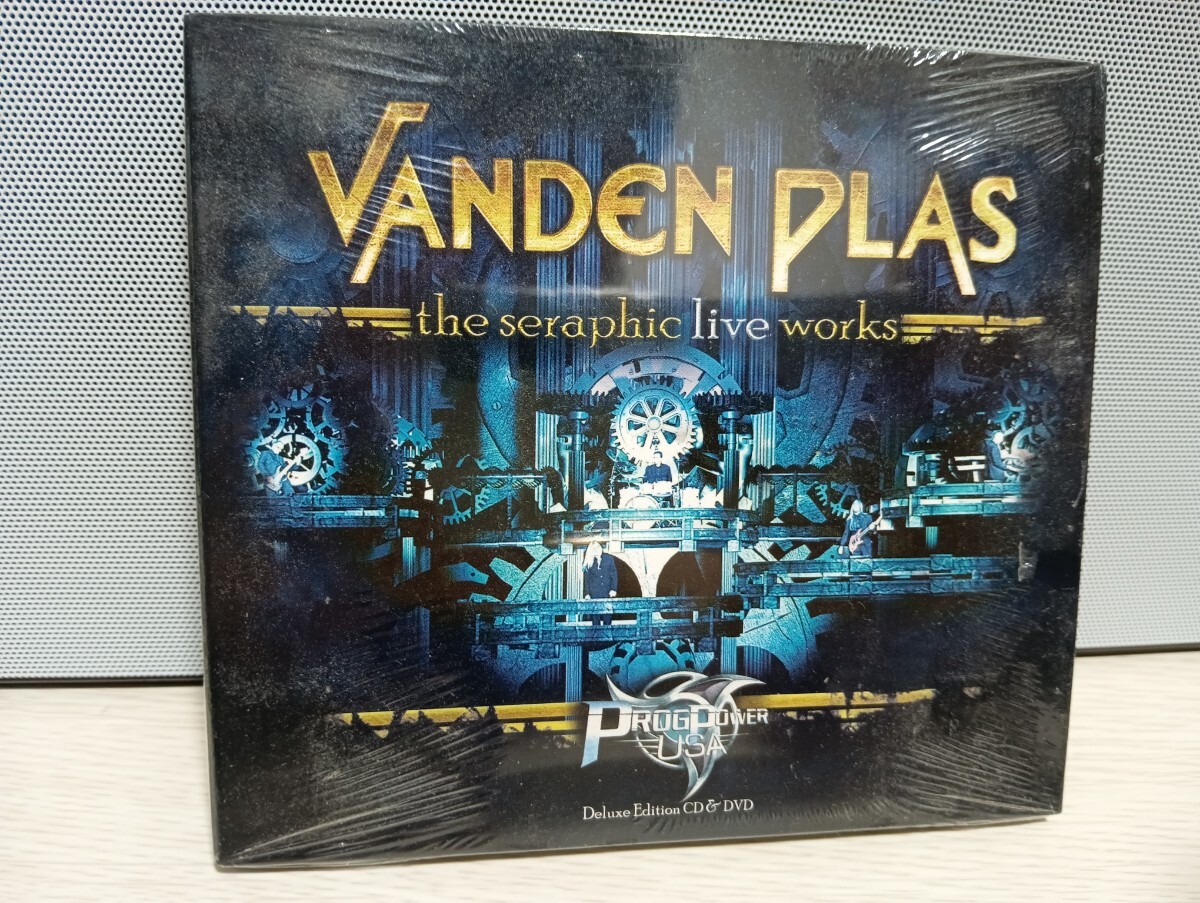 VANDEN PLAS
the seraphic live works
PROGPOWER
USA
Deluxe Edition CD & DVD